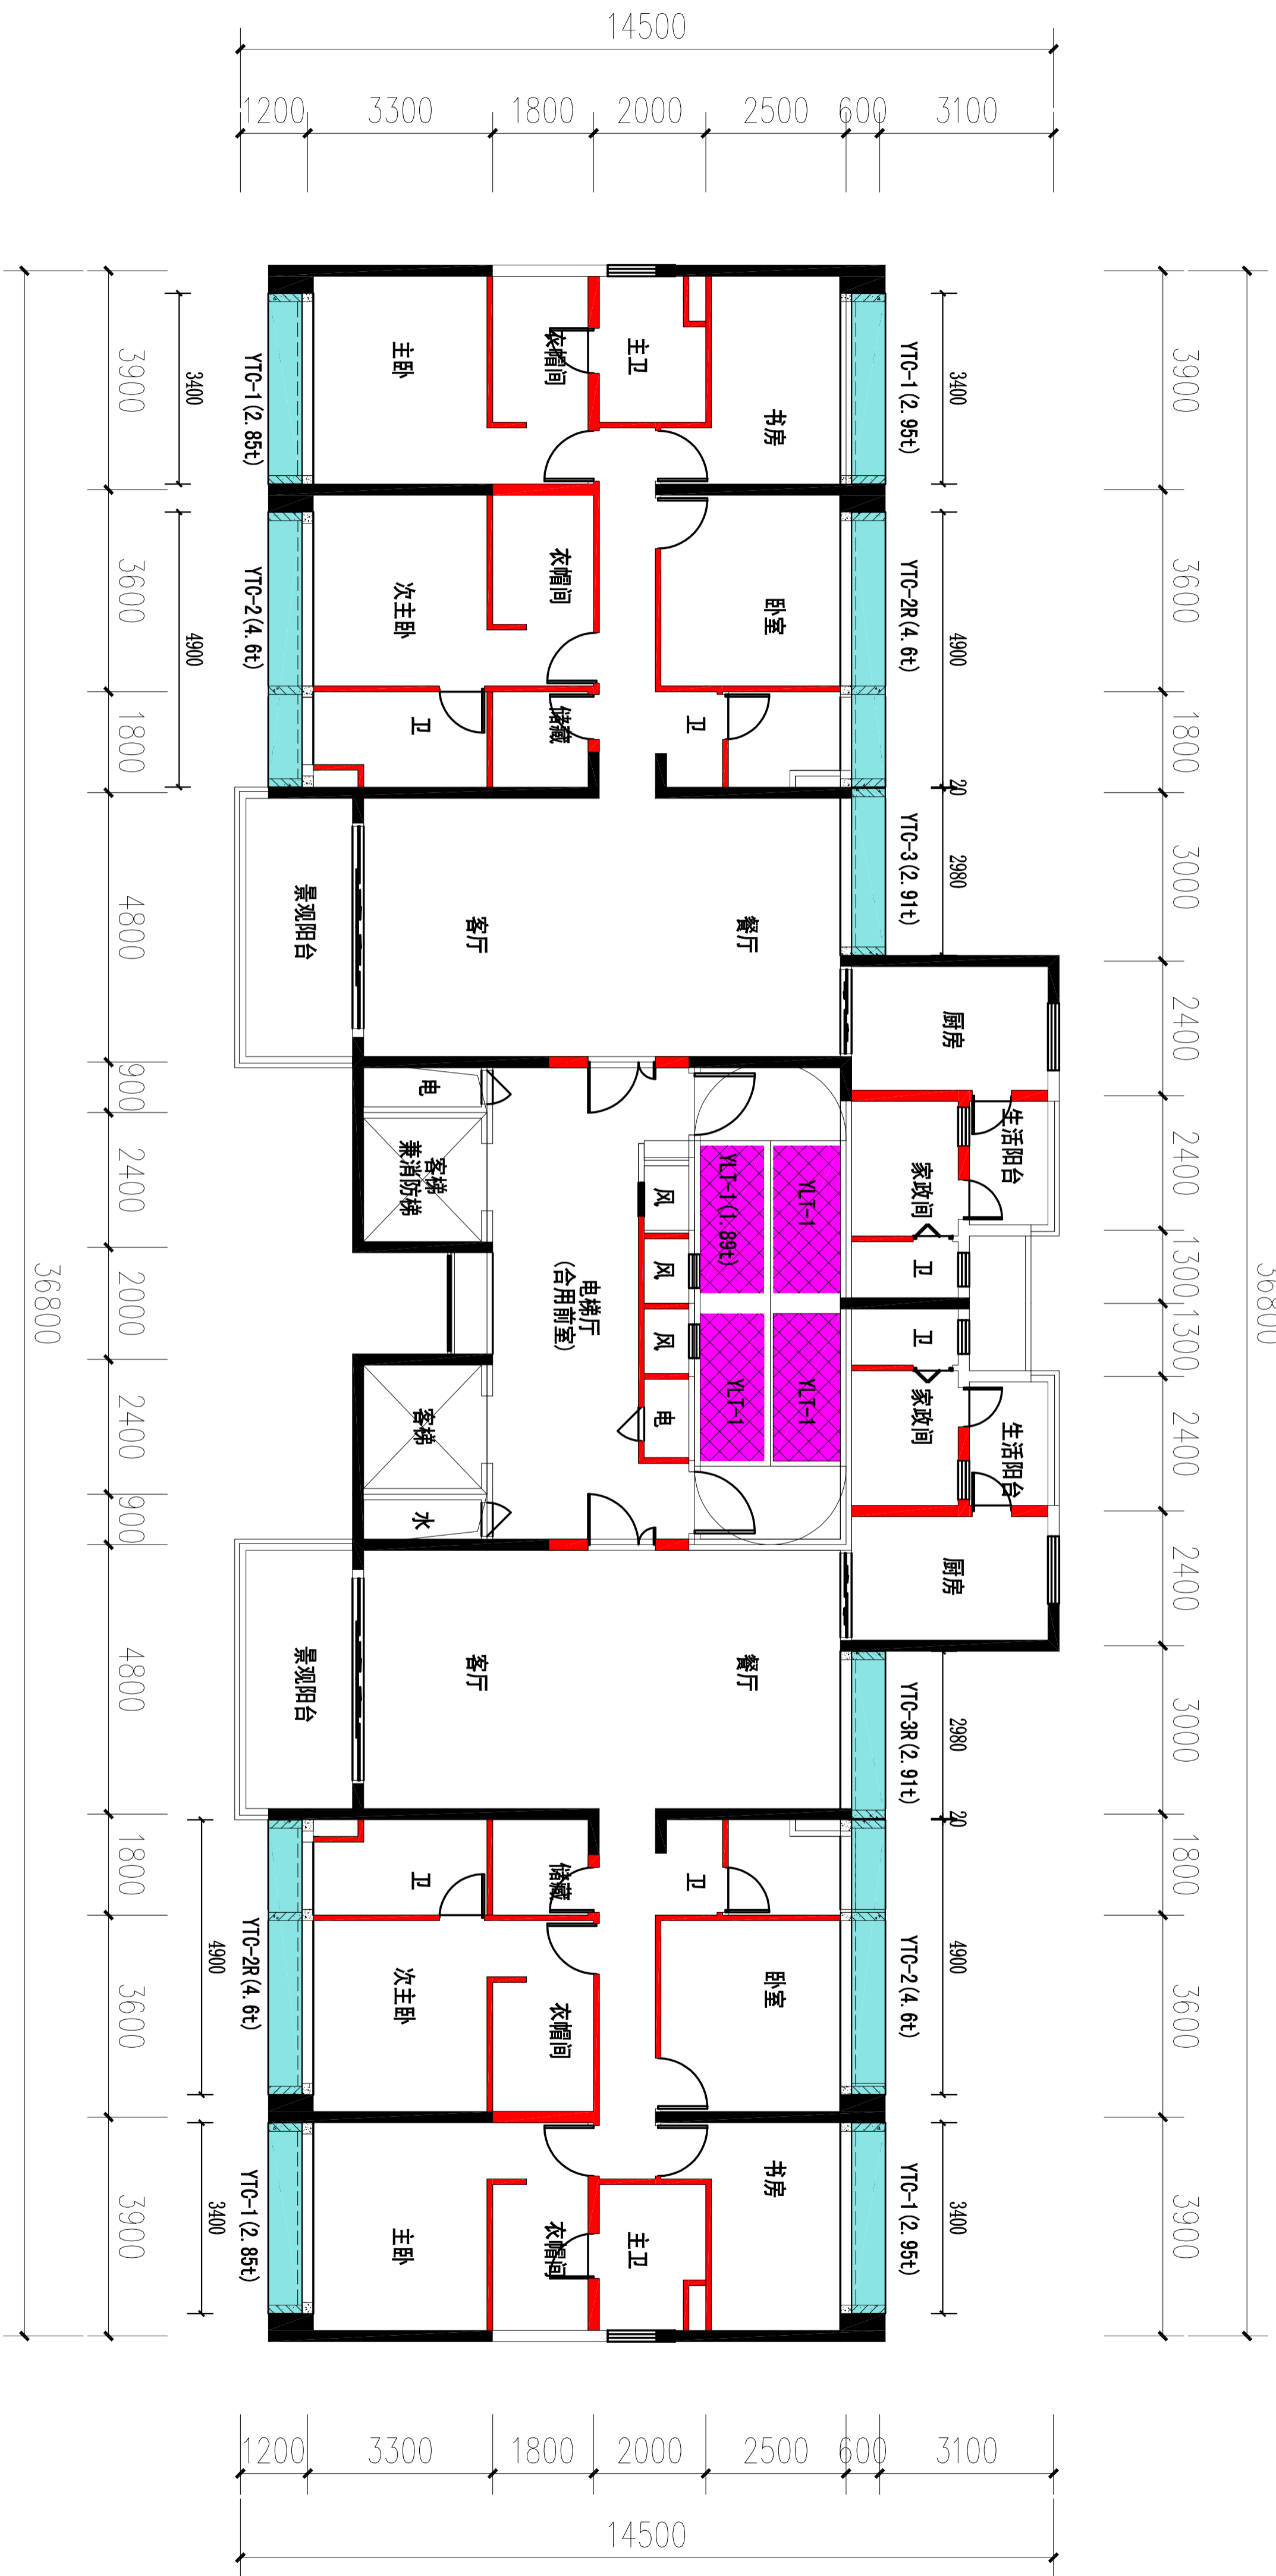 14500
1200
3300
1800
2000
2500
600
3100
36800
3900
3600
1800
4800
900
2400
2000
2400
900
4800
1800
3600
3900
3400
4900
4900
3400
YTC-1(2.85t)
YTC-2(4.6t)
YTC-2R(4.6t)
YTC-1(2.85t)
主卧
衣帽间
主卫
书房
次主卧
衣帽间
卧室
卫
储藏
卫
景观阳台
客厅
餐厅
厨房
生活阳台
家政间
卫
电
客梯
兼消防梯
风
风
风
电
YLT-1(1.89t)
YLT-1
YLT-1
YLT-1
电梯厅
(合用前室)
客梯
水
卫
家政间
生活阳台
厨房
景观阳台
客厅
餐厅
卫
储藏
卫
次主卧
衣帽间
卧室
主卧
衣帽间
主卫
书房
YTC-1(2.95t)
YTC-2R(4.6t)
YTC-3(2.91t)
YTC-3R(2.91t)
YTC-2(4.6t)
YTC-1(2.95t)
3400
4900
20
2980
2980
20
4900
3400
3900
3600
1800
3000
2400
2400
1300
1300
2400
2400
3000
1800
3600
3900
36800
1200
3300
1800
2000
2500
600
3100
14500